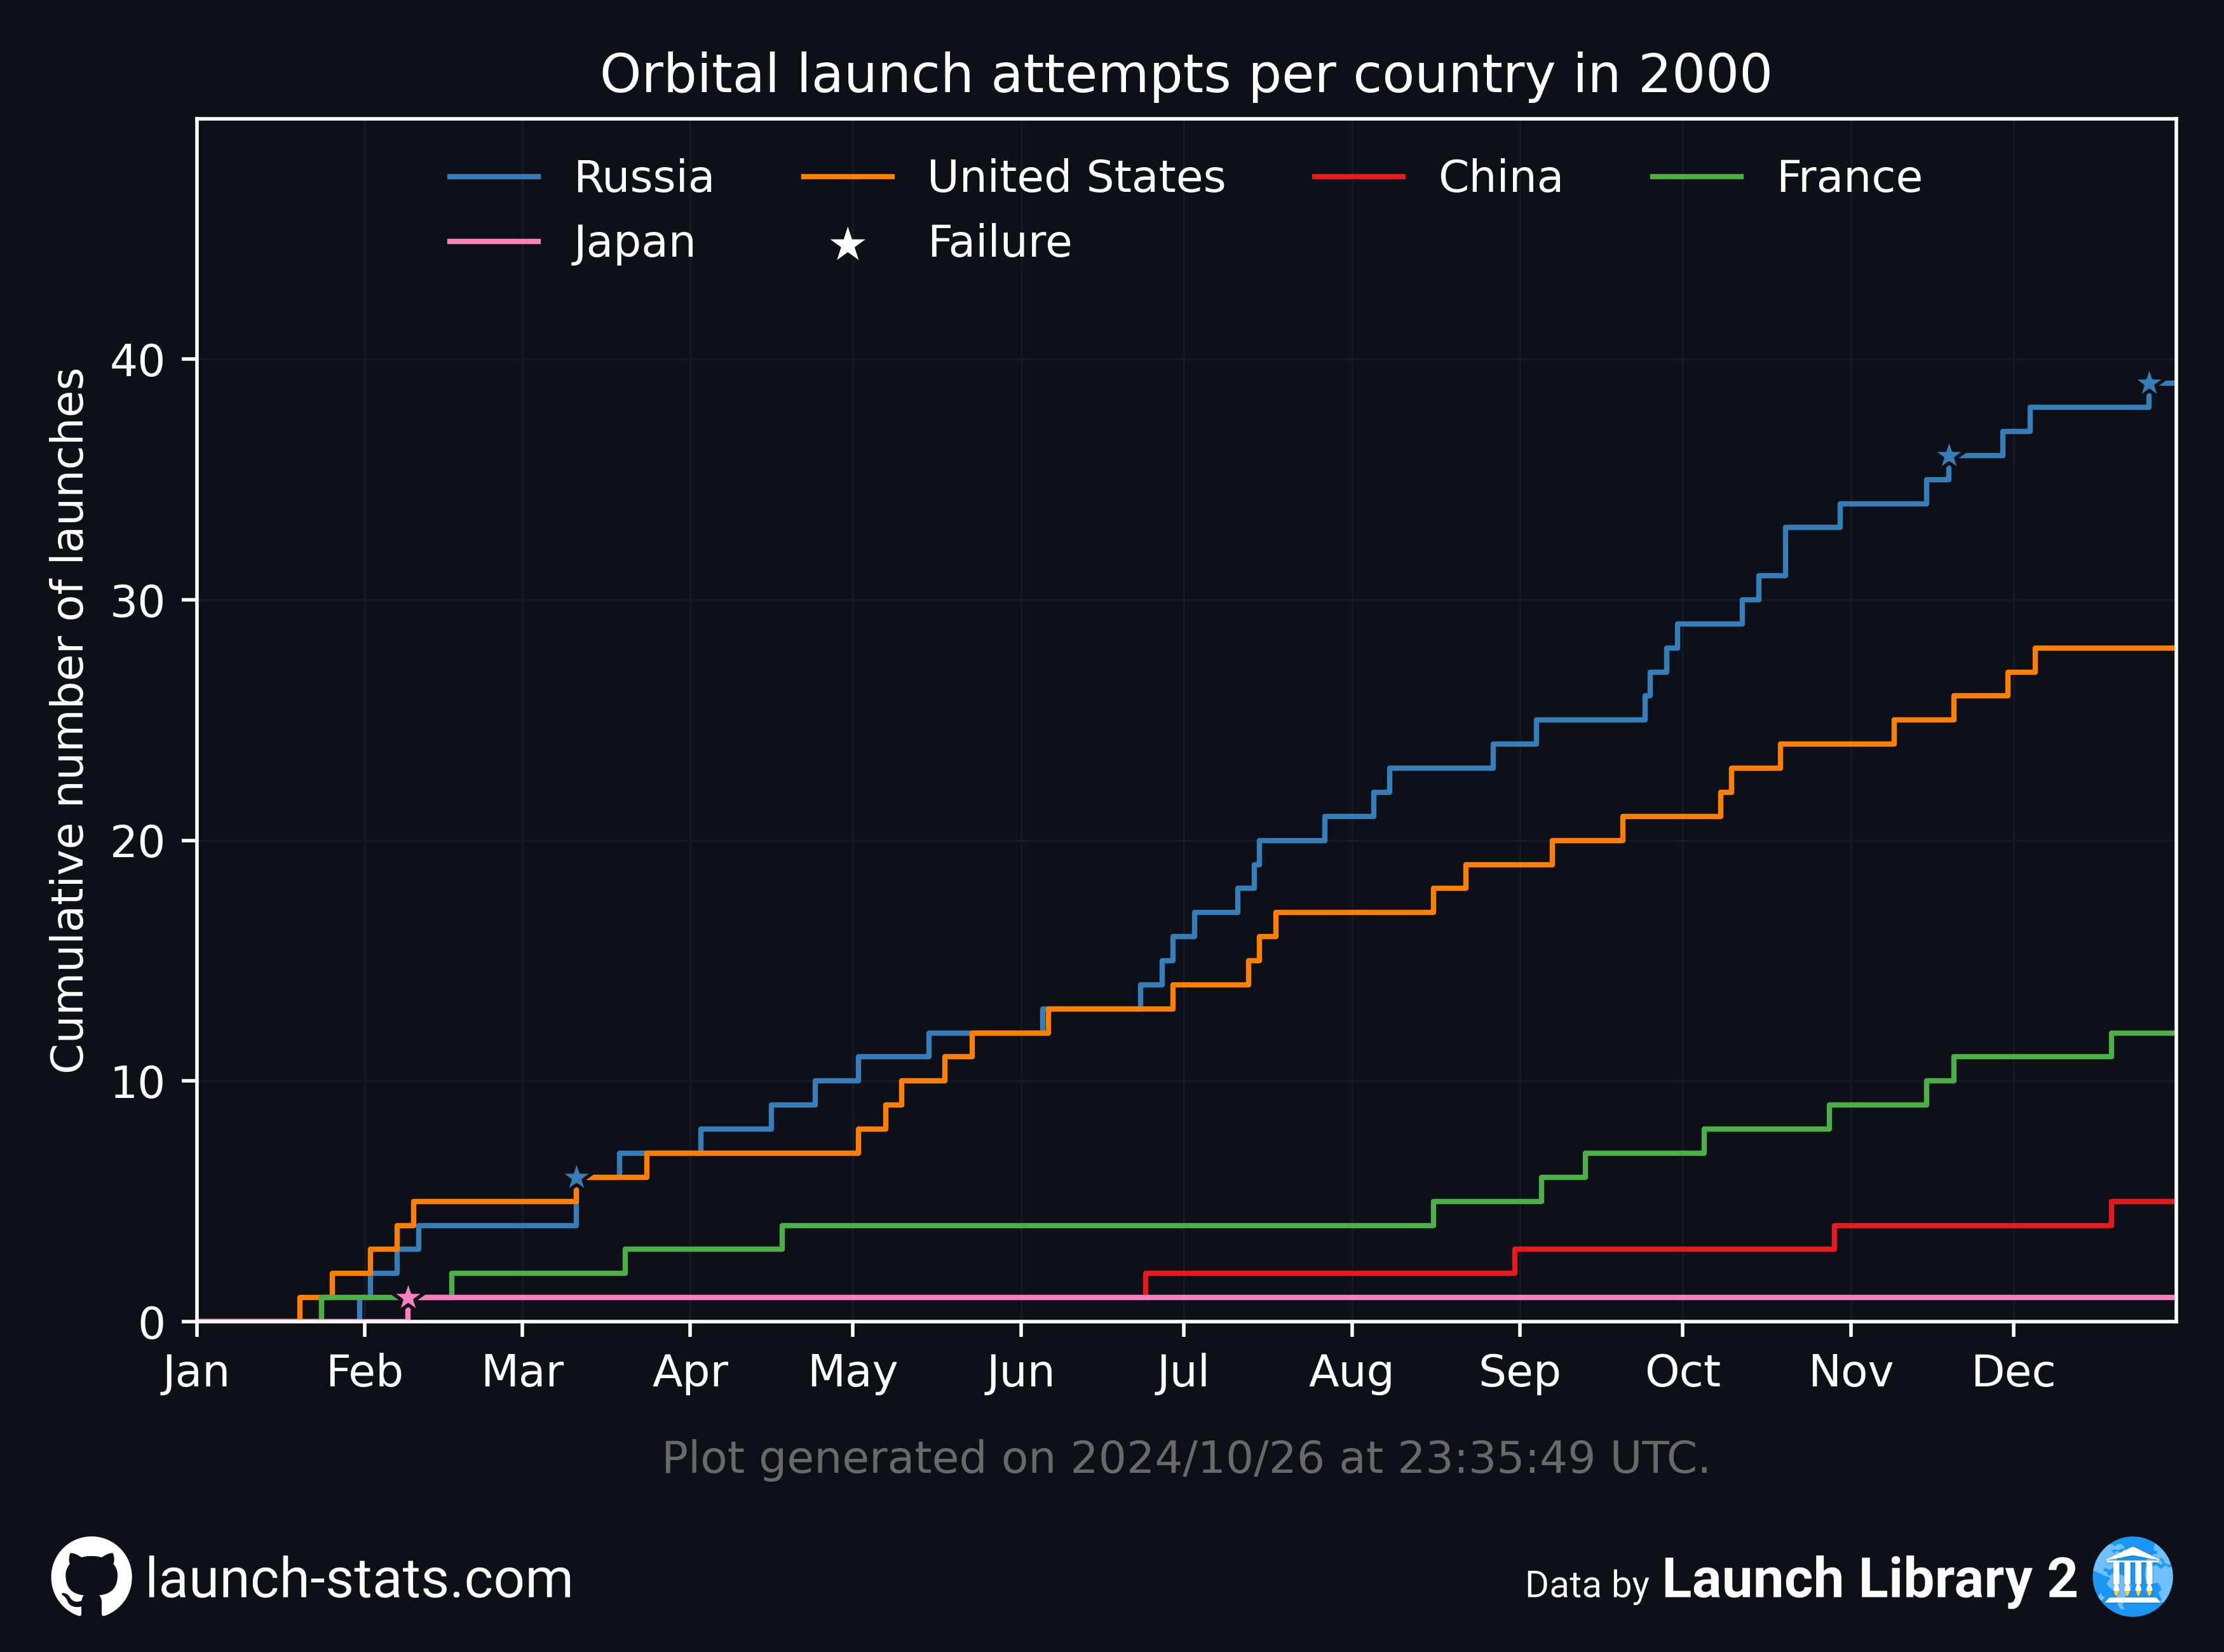 Orbital launch attempts per country in 2000
Russia United States China France
Japan Failure
Cumulative number of launches
40
30
20
10
0
Jan Feb Mar Apr May Jun Jul Aug Sep Oct Nov Dec
Plot generated on 2024/10/26 at 23:35:49 UTC.
launch-stats.com
Data by Launch Library 2